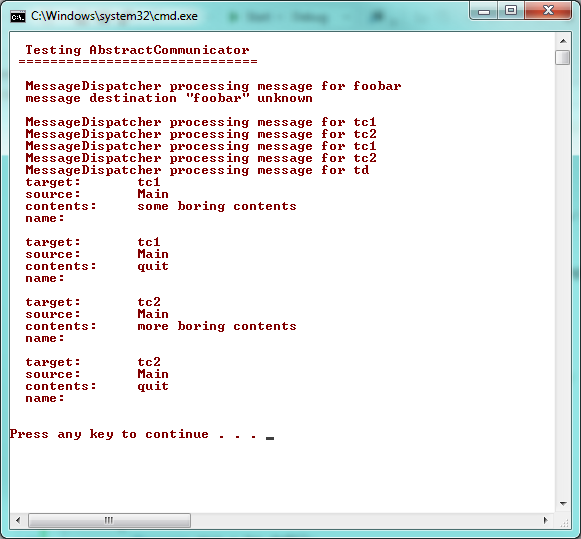 C:\Windows\system32\cmd.exe
Testing AbstractCommunicator
==============================
MessageDispatcher processing message for foobar
message destination "foobar" unknown
MessageDispatcher processing message for tc1
MessageDispatcher processing message for tc2
MessageDispatcher processing message for tc1
MessageDispatcher processing message for tc2
MessageDispatcher processing message for td
target: tc1
source: Main
contents: some boring contents
name:
target: tc1
source: Main
contents: quit
name:
target: tc2
source: Main
contents: more boring contents
name:
target: tc2
source: Main
contents: quit
name:
Press any key to continue . . . _